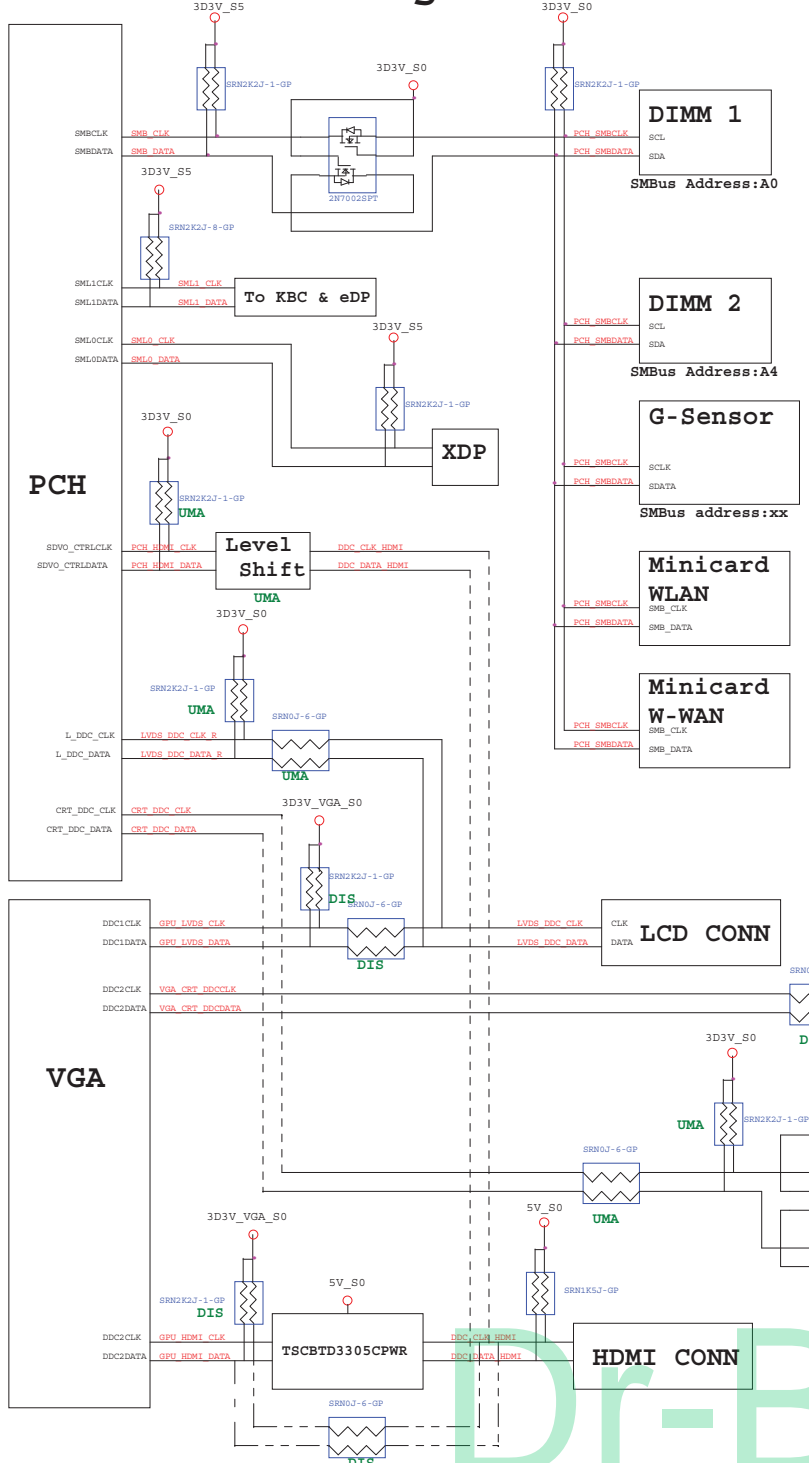 g
3D3V_S5
3D3V_S0
SRN2K2J-1-GP
SRN2K2J-1-GP
3D3V_S0
DIMM 1
SMBCLK
SMB_CLK
PCH_SMBCLK
SCL
SMBDATA
SMB_DATA
PCH_SMBDATA
SDA
SMBus Address:A0
2N7002SPT
3D3V_S5
SRN2K2J-8-GP
SML1CLK
SML1_CLK
SML1DATA
SML1_DATA
To KBC & eDP
DIMM 2
PCH_SMBCLK
SCL
PCH_SMBDATA
SDA
SMBus Address:A4
SML0CLK
SML0_CLK
SML0DATA
SML0_DATA
3D3V_S5
SRN2K2J-1-GP
XDP
G-Sensor
PCH_SMBCLK
SCLK
PCH_SMBDATA
SDATA
SMBus address:xx
PCH
3D3V_S0
SRN2K2J-1-GP
UMA
SDVO_CTRLCLK
PCH_HDMI_CLK
SDVO_CTRLDATA
PCH_HDMI_DATA
Level
Shift
UMA
DDC_CLK_HDMI
DDC_DATA_HDMI
Minicard
WLAN
PCH_SMBCLK
SMB_CLK
PCH_SMBDATA
SMB_DATA
3D3V_S0
SRN2K2J-1-GP
UMA
SRN0J-6-GP
UMA
L_DDC_CLK
LVDS_DDC_CLK_R
L_DDC_DATA
LVDS_DDC_DATA_R
Minicard
W-WAN
PCH_SMBCLK
SMB_CLK
PCH_SMBDATA
SMB_DATA
CRT_DDC_CLK
CRT_DDC_CLK
CRT_DDC_DATA
CRT_DDC_DATA
3D3V_VGA_S0
SRN2K2J-1-GP
DIS
SRN0J-6-GP
DIS
DDC1CLK
GPU_LVDS_CLK
DDC1DATA
GPU_LVDS_DATA
LVDS_DDC_CLK
CLK
LVDS_DDC_DATA
DATA
LCD CONN
DDC2CLK
VGA_CRT_DDCCLK
DDC2DATA
VGA_CRT_DDCDATA
SRN0
D
VGA
3D3V_S0
UMA
SRN2K2J-1-GP
SRN0J-6-GP
UMA
3D3V_VGA_S0
SRN2K2J-1-GP
DIS
5V_S0
5V_S0
SRN1K5J-GP
DDC2CLK
GPU_HDMI_CLK
DDC2DATA
GPU_HDMI_DATA
TSCBTD3305CPWR
DDC_CLK_HDMI
DDC_DATA_HDMI
HDMI CONN
SRN0J-6-GP
DIS
Dr-B